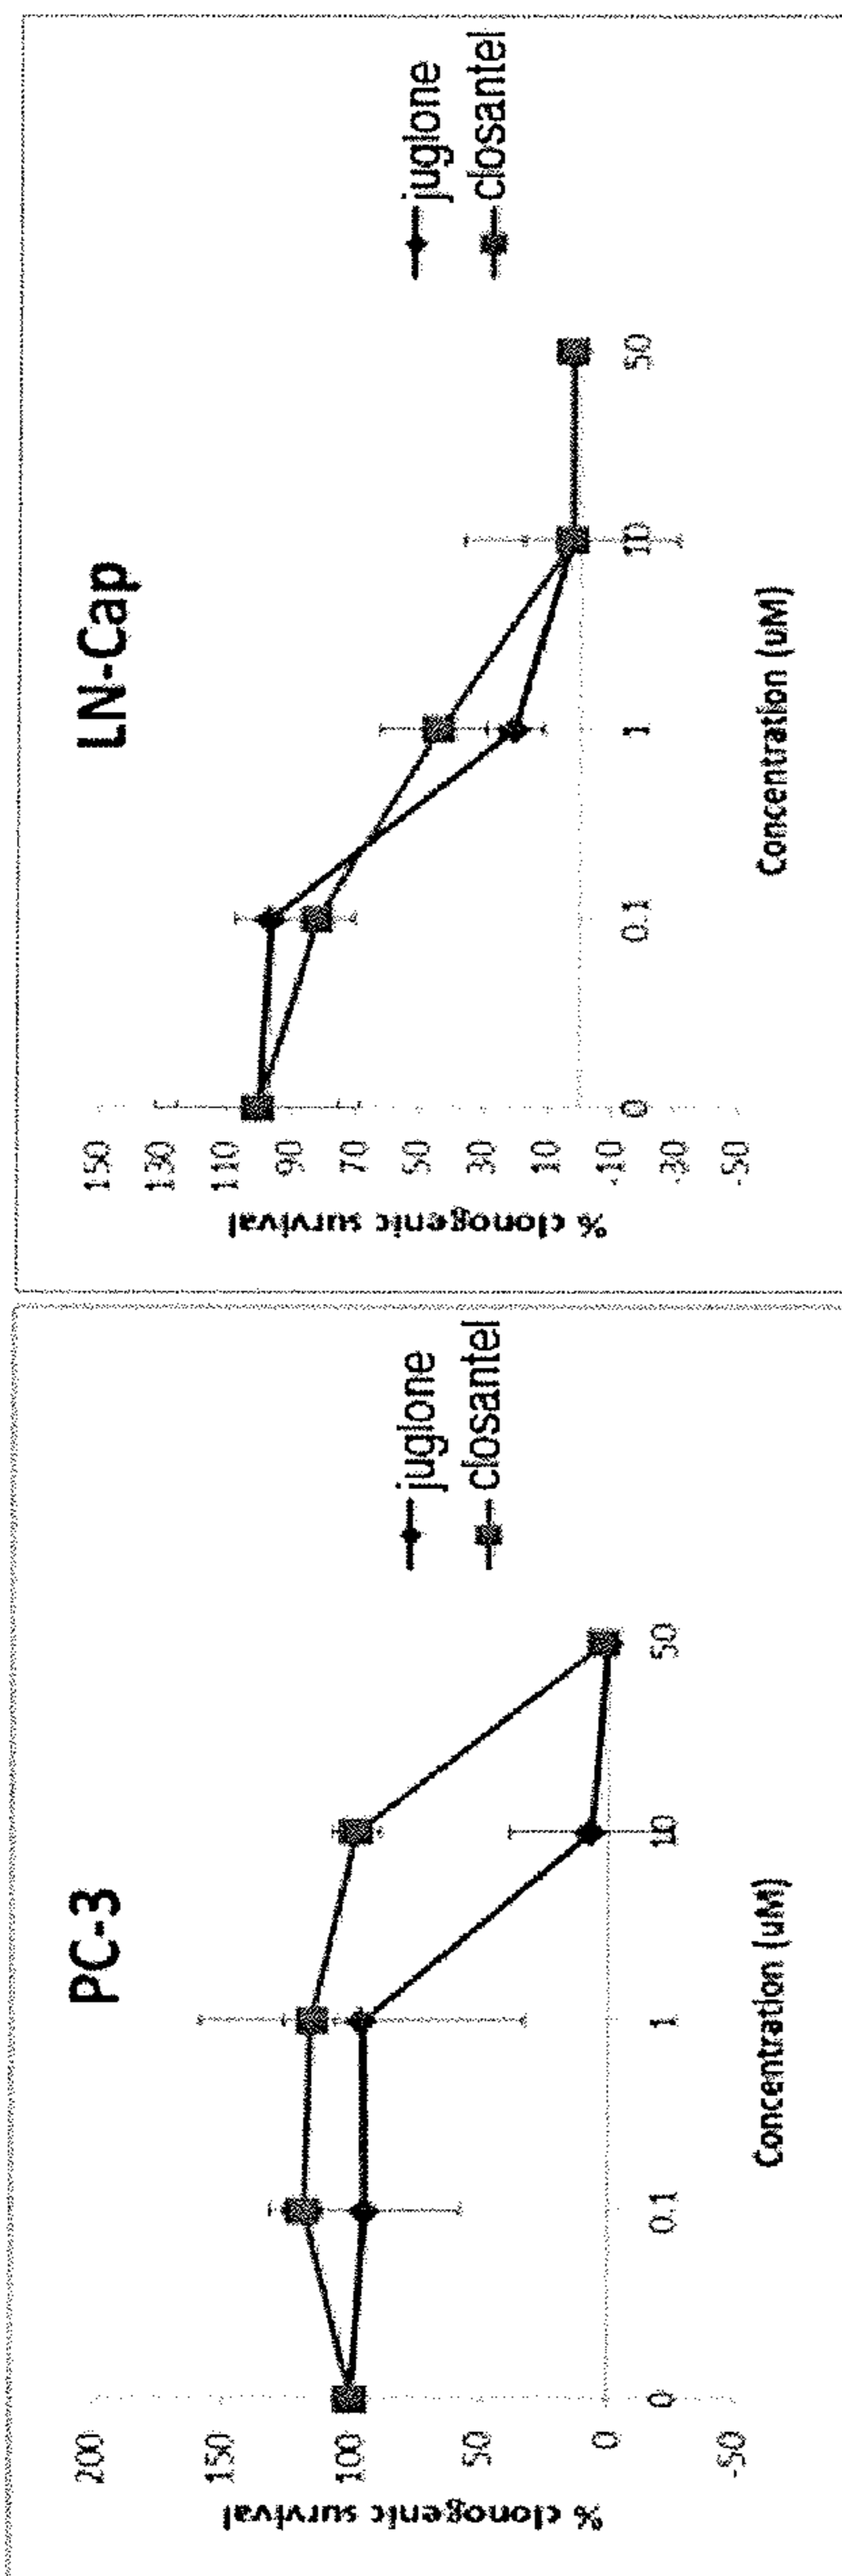 PC-3
% clonogenic survival
200
150
100
50
0
-50
0
0.1
1
10
50
Concentration (uM)
juglone
closantel
LN-Cap
% clonogenic survival
150
130
110
90
70
50
30
10
-10
-30
-50
0
0.1
1
10
50
Concentration (uM)
juglone
closantel